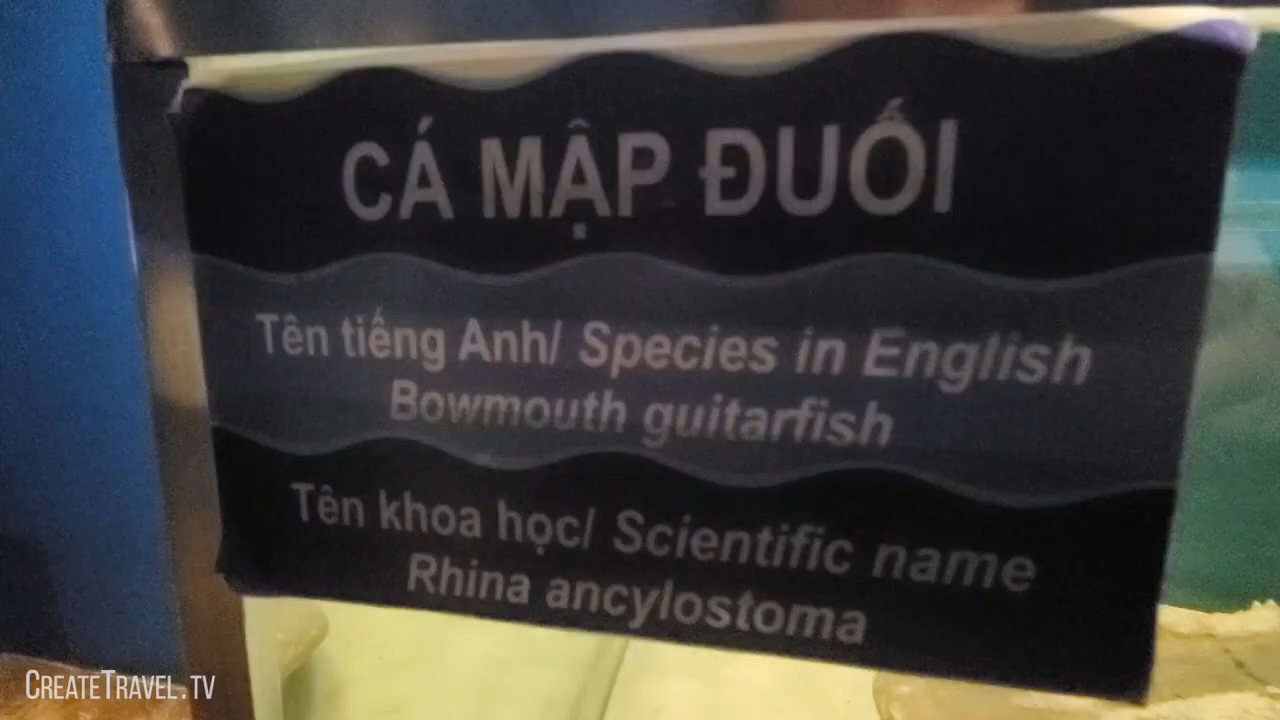 CÁ MẬP ĐUỐI
Tên tiếng Anh/ Species in English
Bowmouth guitarfish
Tên khoa học/ Scientific name
Rhina ancylostoma
CREATETRAVEL.TV